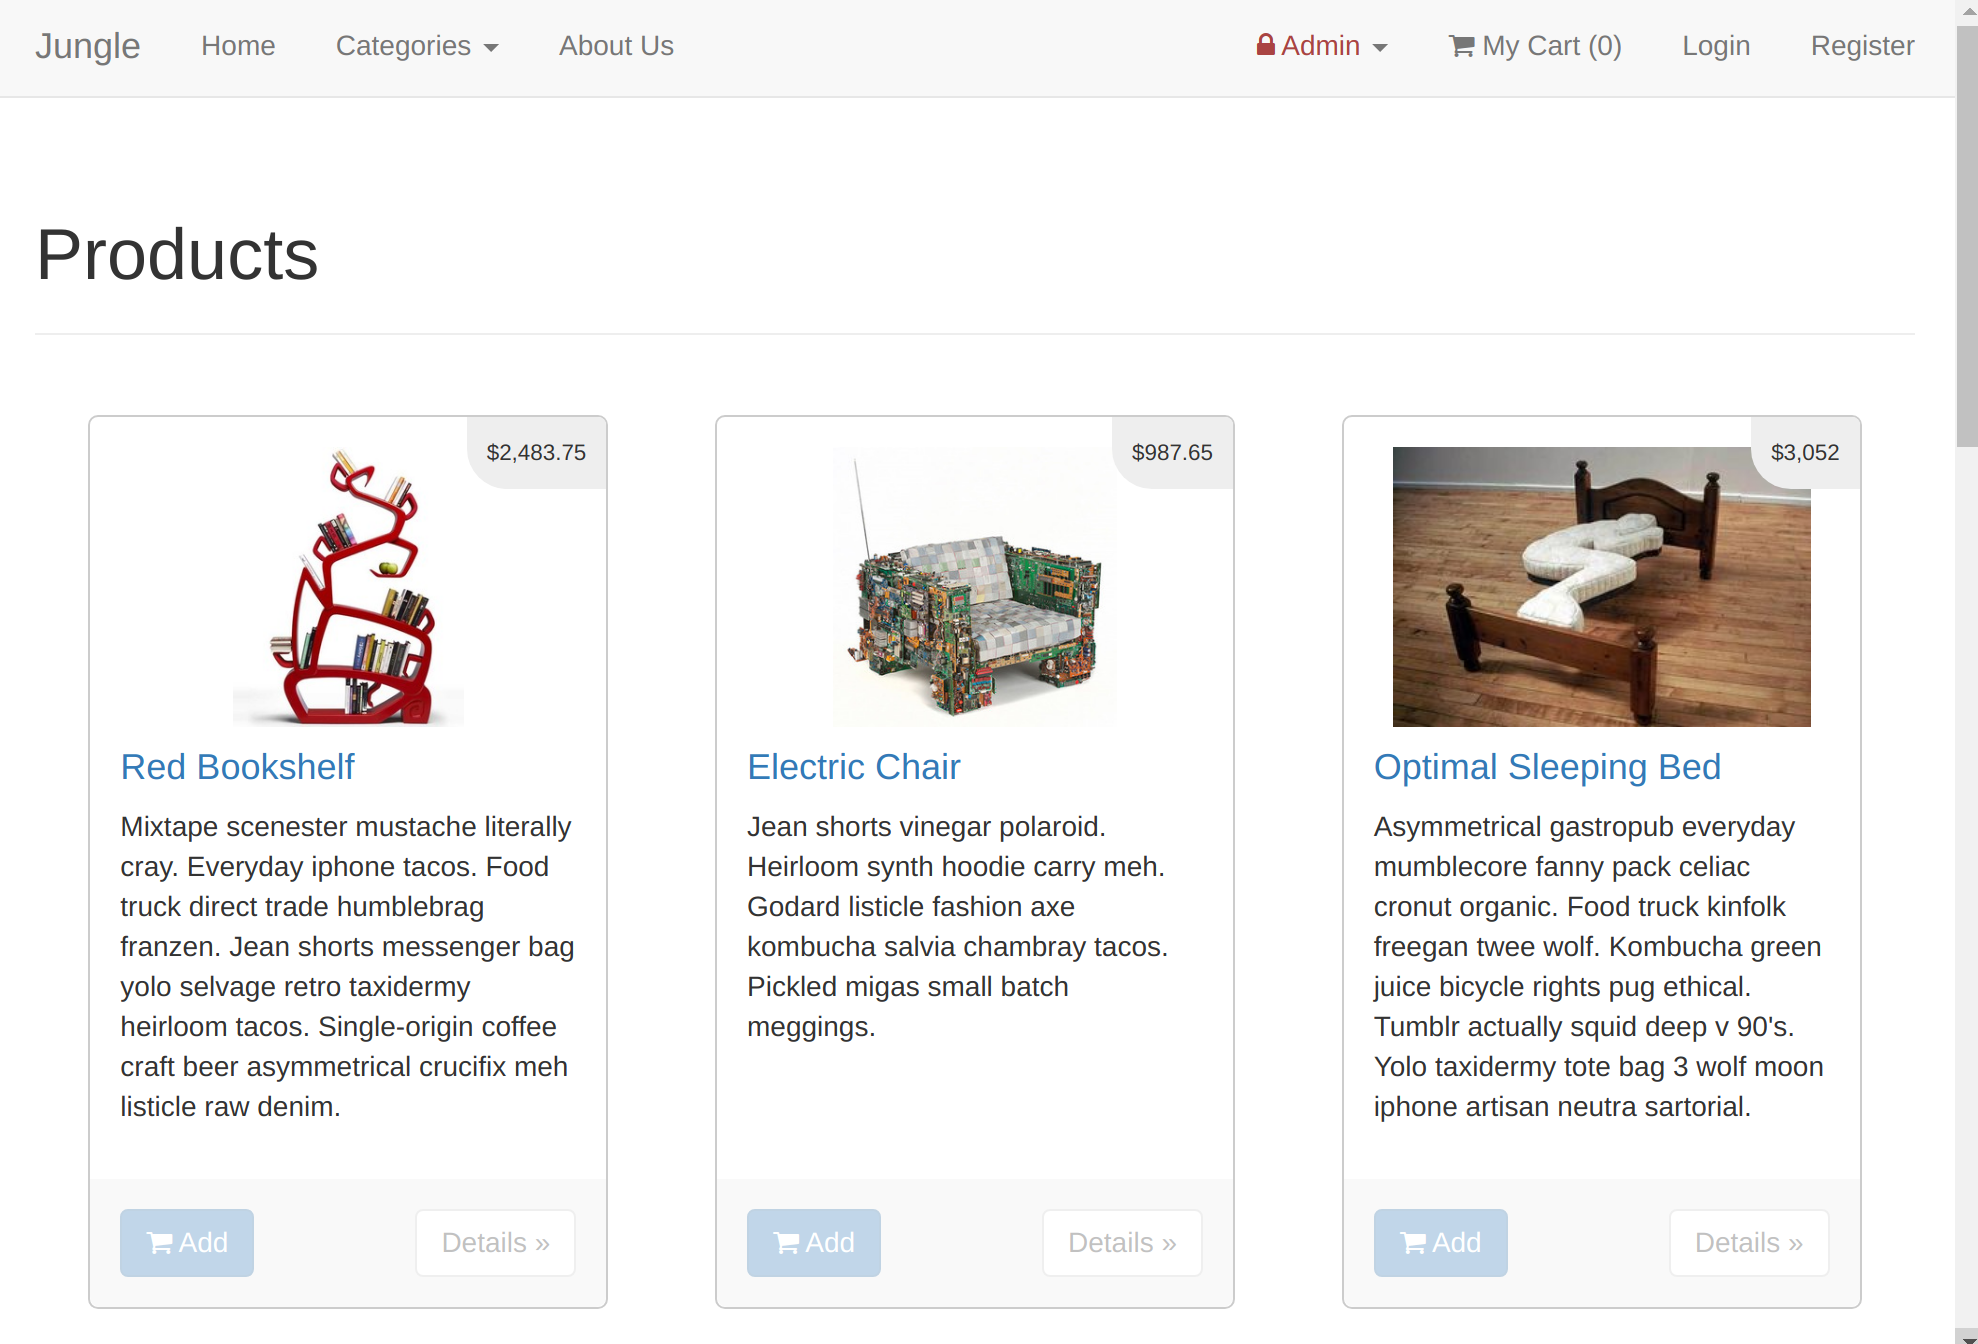 Jungle Home Categories About Us Admin My Cart (0) Login Register
Products
$2,483.75
Red Bookshelf
Mixtape scenester mustache literally
cray. Everyday iphone tacos. Food
truck direct trade humblebrag
franzen. Jean shorts messenger bag
yolo selvage retro taxidermy
heirloom tacos. Single-origin coffee
craft beer asymmetrical crucifix meh
listicle raw denim.
Add Details »
$987.65
Electric Chair
Jean shorts vinegar polaroid.
Heirloom synth hoodie carry meh.
Godard listicle fashion axe
kombucha salvia chambray tacos.
Pickled migas small batch
meggings.
Add Details »
$3,052
Optimal Sleeping Bed
Asymmetrical gastropub everyday
mumblecore fanny pack celiac
cronut organic. Food truck kinfolk
freegan twee wolf. Kombucha green
juice bicycle rights pug ethical.
Tumblr actually squid deep v 90's.
Yolo taxidermy tote bag 3 wolf moon
iphone artisan neutra sartorial.
Add Details »